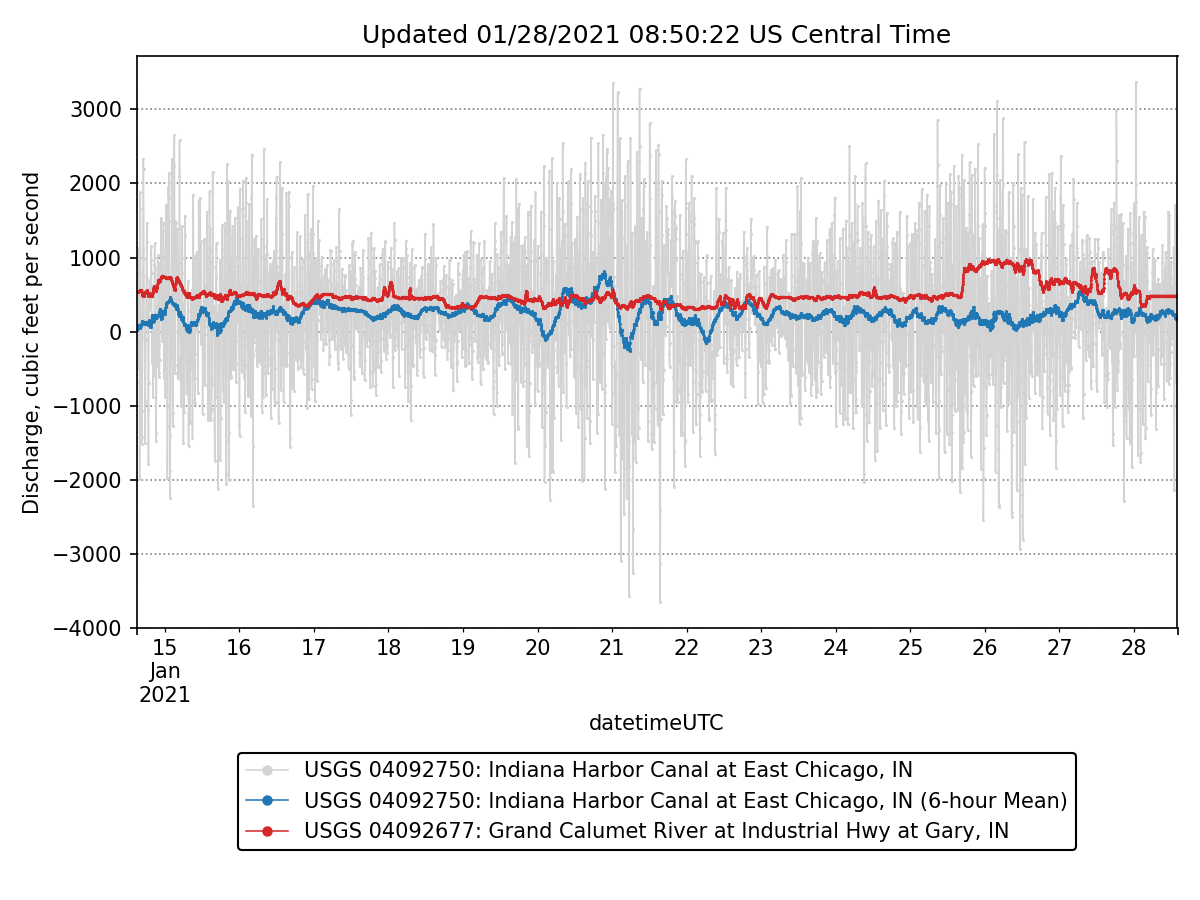 Updated 01/28/2021 08:50:22 US Central Time
Discharge, cubic feet per second
3000
2000
1000
0
−1000
−2000
−3000
−4000
15 16 17 18 19 20 21 22 23 24 25 26 27 28
Jan
2021
datetimeUTC
USGS 04092750: Indiana Harbor Canal at East Chicago, IN
USGS 04092750: Indiana Harbor Canal at East Chicago, IN (6-hour Mean)
USGS 04092677: Grand Calumet River at Industrial Hwy at Gary, IN